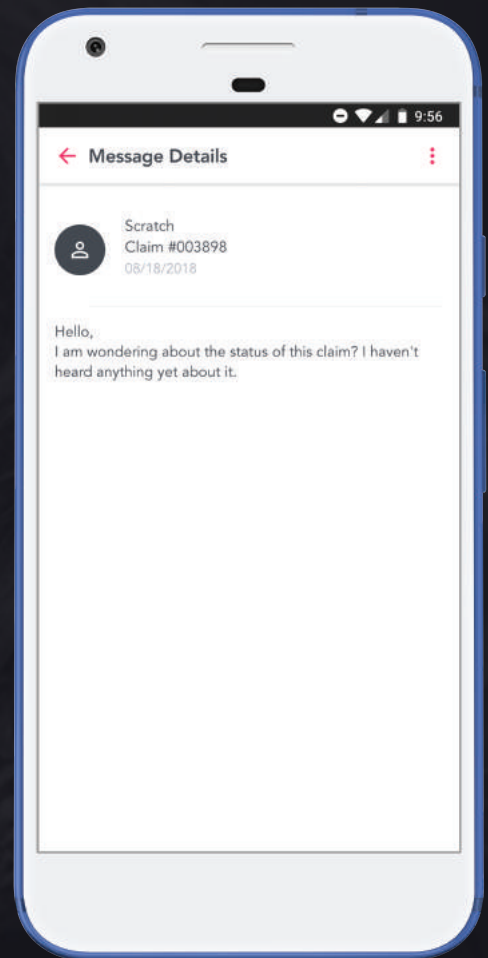 9:56
Message Details
Scratch
Claim #003898
08/18/2018
Hello,
I am wondering about the status of this claim? I haven't
heard anything yet about it.